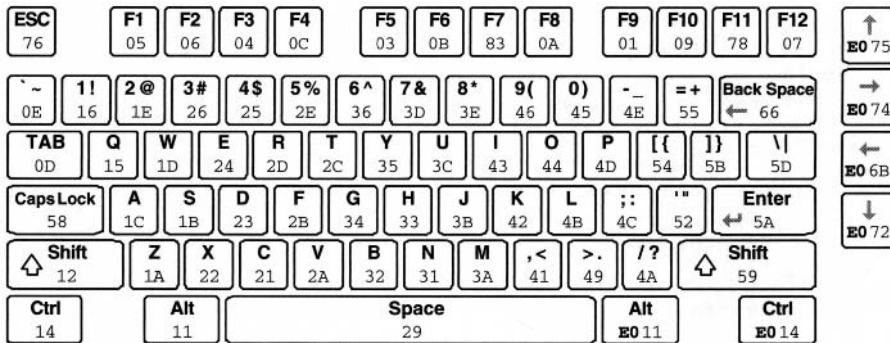 ESC F1 F2 F3 F4 F5 F6 F7 F8 F9 F10 F11 F12 ↑
76 05 06 04 0C 03 0B 83 0A 01 09 78 07 E0 75
` ~ 1! 2@ 3# 4$ 5% 6^ 7& 8* 9( 0) -_ =+ Back Space →
0E 16 1E 26 25 2E 36 3D 3E 46 45 4E 55 ← 66 E0 74
TAB Q W E R T Y U I O P [{ ]} \| ←
0D 15 1D 24 2D 2C 35 3C 43 44 4D 54 5B 5D E0 6B
Caps Lock A S D F G H J K L ;: '" Enter ↓
58 1C 1B 23 2B 34 33 3B 42 4B 4C 52 ↵ 5A E0 72
Shift Z X C V B N M ,< >. /? Shift
12 1A 22 21 2A 32 31 3A 41 49 4A 59
Ctrl Alt Space Alt Ctrl
14 11 29 E0 11 E0 14